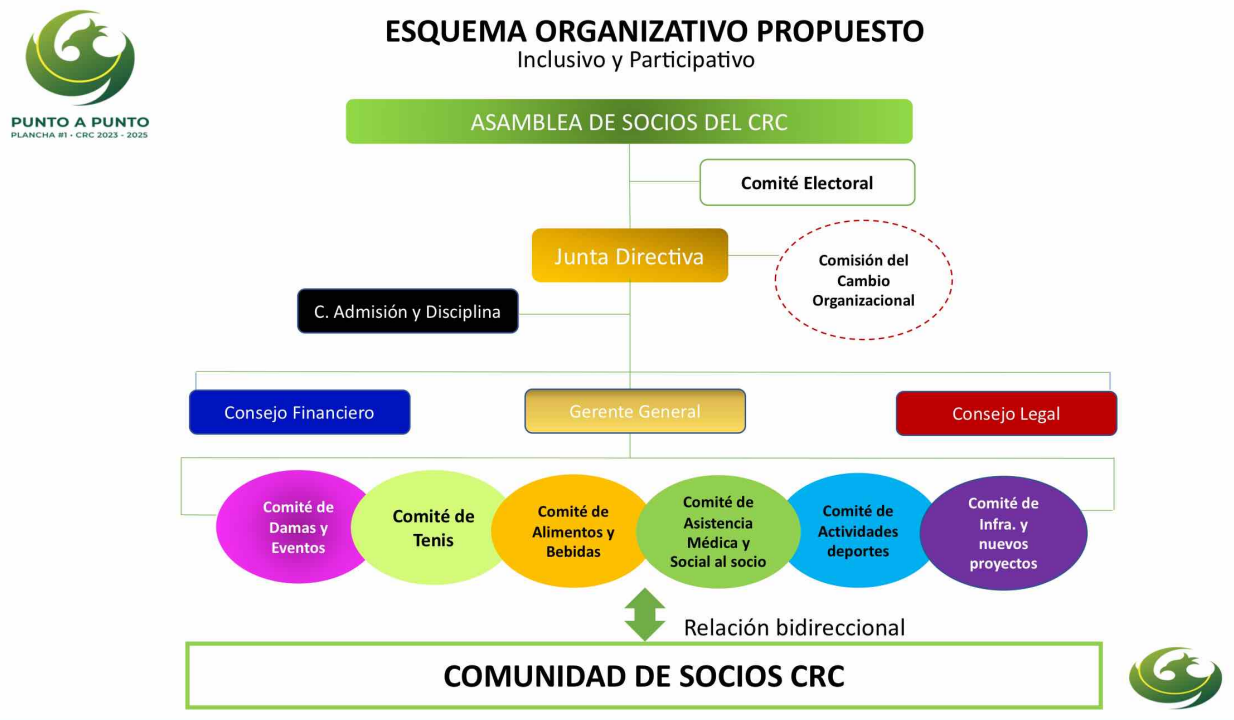 ESQUEMA ORGANIZATIVO PROPUESTO
Inclusivo y Participativo
PUNTO A PUNTO
PLANCHA #1 • CRC 2023 - 2025
ASAMBLEA DE SOCIOS DEL CRC
Comité Electoral
Junta Directiva
Comisión del
Cambio
Organizacional
C. Admisión y Disciplina
Consejo Financiero
Gerente General
Consejo Legal
Comité de
Damas y
Eventos
Comité de
Tenis
Comité de
Alimentos y
Bebidas
Comité de
Asistencia
Médica y
Social al socio
Comité de
Actividades
deportes
Comité de
Infra. y
nuevos
proyectos
Relación bidireccional
COMUNIDAD DE SOCIOS CRC